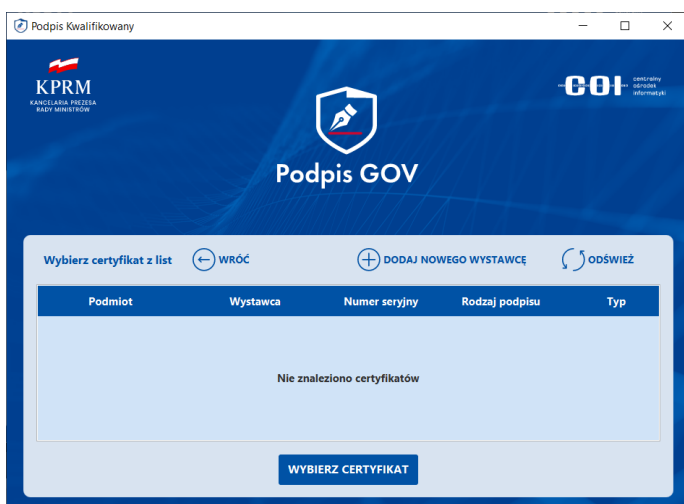 Podpis Kwalifikowany
KPRM
KANCELARIA PREZESA
RADY MINISTRÓW
COI
centralny
ośrodek
informatyki
Podpis GOV
Wybierz certyfikat z list
WRÓĆ
DODAJ NOWEGO WYSTAWCĘ
ODŚWIEŻ
Podmiot Wystawca Numer seryjny Rodzaj podpisu Typ
Nie znaleziono certyfikatów
WYBIERZ CERTYFIKAT